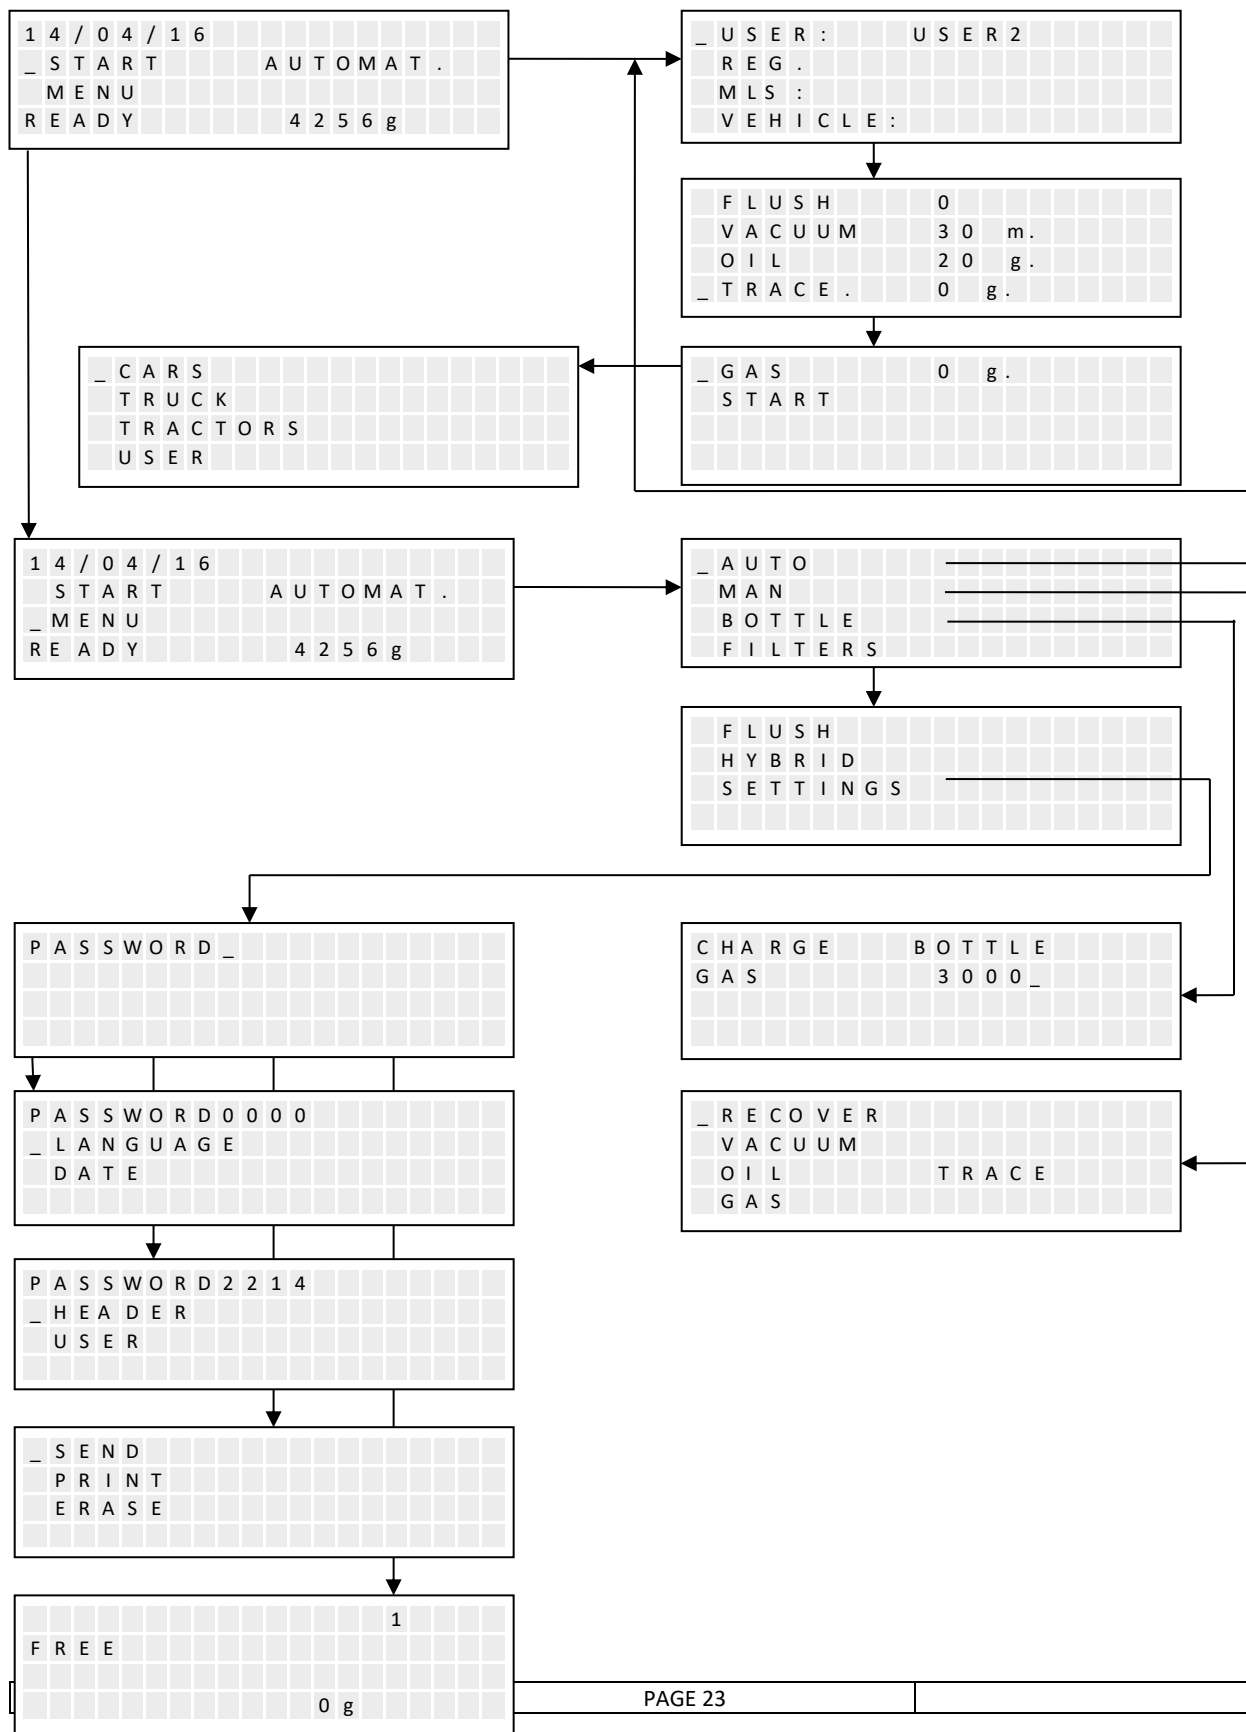 14/04/16
_START AUTOMAT.
MENU
READY 4256g
_USER: USER2
REG.
MLS :
VEHICLE:
FLUSH 0
VACUUM 30 m.
OIL 20 g.
_TRACE. 0 g.
_CARS
TRUCK
TRACTORS
USER
_GAS 0 g.
START
14/04/16
START AUTOMAT.
_MENU
READY 4256g
_AUTO
MAN
BOTTLE
FILTERS
FLUSH
HYBRID
SETTINGS
PASSWORD_
CHARGE BOTTLE
GAS 3000_
PASSWORD0000
_LANGUAGE
DATE
_RECOVER
VACUUM
OIL TRACE
GAS
PASSWORD2214
_HEADER
USER
_SEND
PRINT
ERASE
1
FREE
0g
PAGE 23